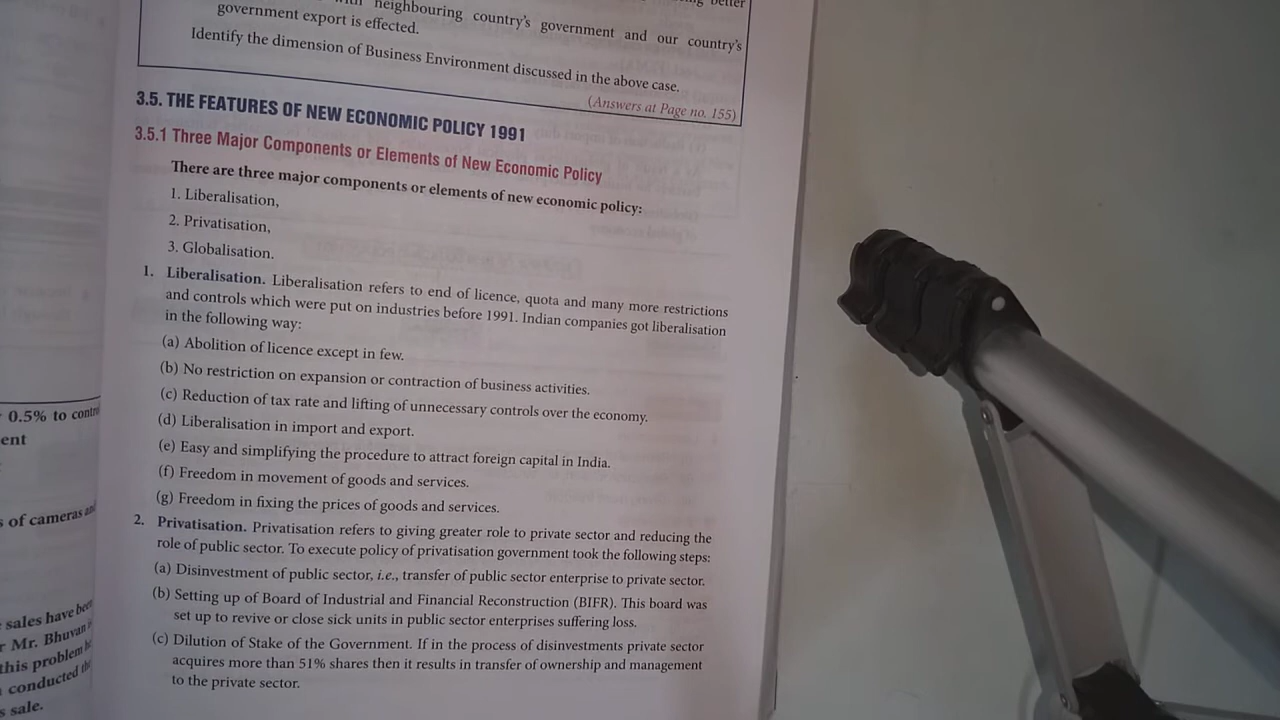 neighbouring country's government and our country's
government export is effected.
Identify the dimension of Business Environment discussed in the above case.
(Answers at Page no. 155)
3.5. THE FEATURES OF NEW ECONOMIC POLICY 1991
3.5.1 Three Major Components or Elements of New Economic Policy
There are three major components or elements of new economic policy:
1. Liberalisation,
2. Privatisation,
3. Globalisation.
1. Liberalisation. Liberalisation refers to end of licence, quota and many more restrictions
and controls which were put on industries before 1991. Indian companies got liberalisation
in the following way:
(a) Abolition of licence except in few.
(b) No restriction on expansion or contraction of business activities.
(c) Reduction of tax rate and lifting of unnecessary controls over the economy.
(d) Liberalisation in import and export.
(e) Easy and simplifying the procedure to attract foreign capital in India.
(f) Freedom in movement of goods and services.
(g) Freedom in fixing the prices of goods and services.
2. Privatisation. Privatisation refers to giving greater role to private sector and reducing the
role of public sector. To execute policy of privatisation government took the following steps:
(a) Disinvestment of public sector, i.e., transfer of public sector enterprise to private sector.
(b) Setting up of Board of Industrial and Financial Reconstruction (BIFR). This board was
set up to revive or close sick units in public sector enterprises suffering loss.
(c) Dilution of Stake of the Government. If in the process of disinvestments private sector
acquires more than 51% shares then it results in transfer of ownership and management
to the private sector.
0.5% to
ent
of cameras
sales have
Mr. Bhuvan
this problem
conducted
sale.